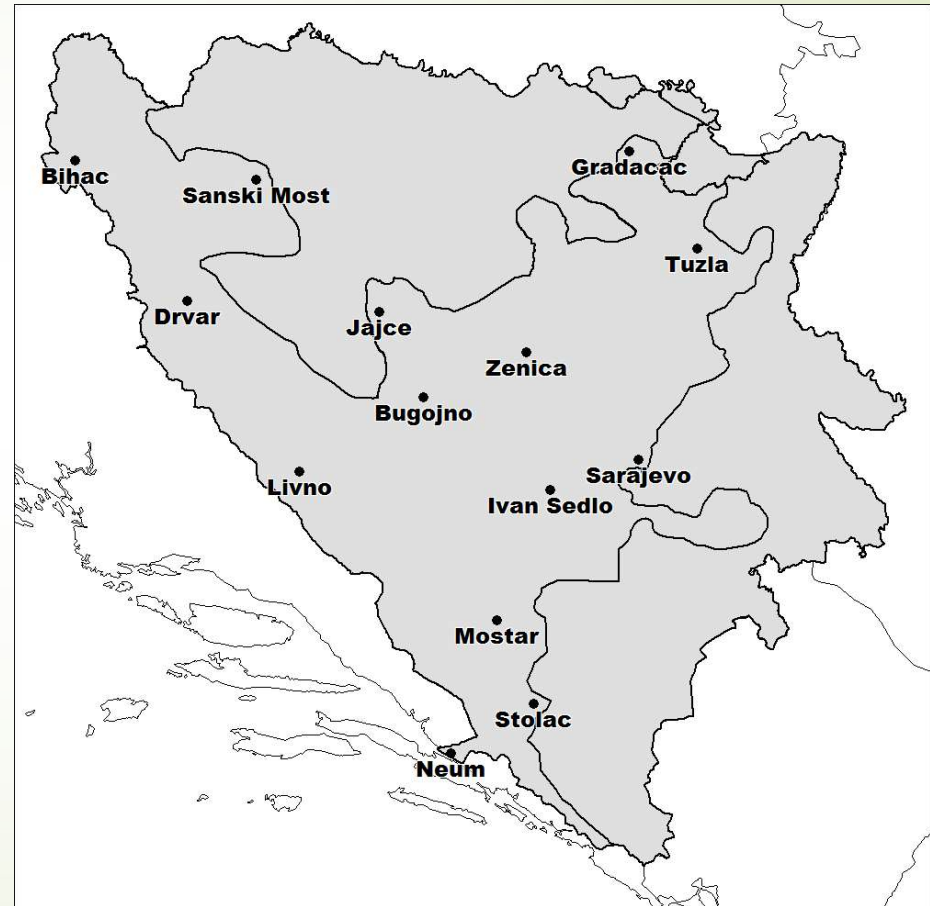 Bihac
Gradacac
Sanski Most
Tuzla
Drvar
Jajce
Zenica
Bugojno
Sarajevo
Livno
Ivan Sedlo
Mostar
Stolac
Neum